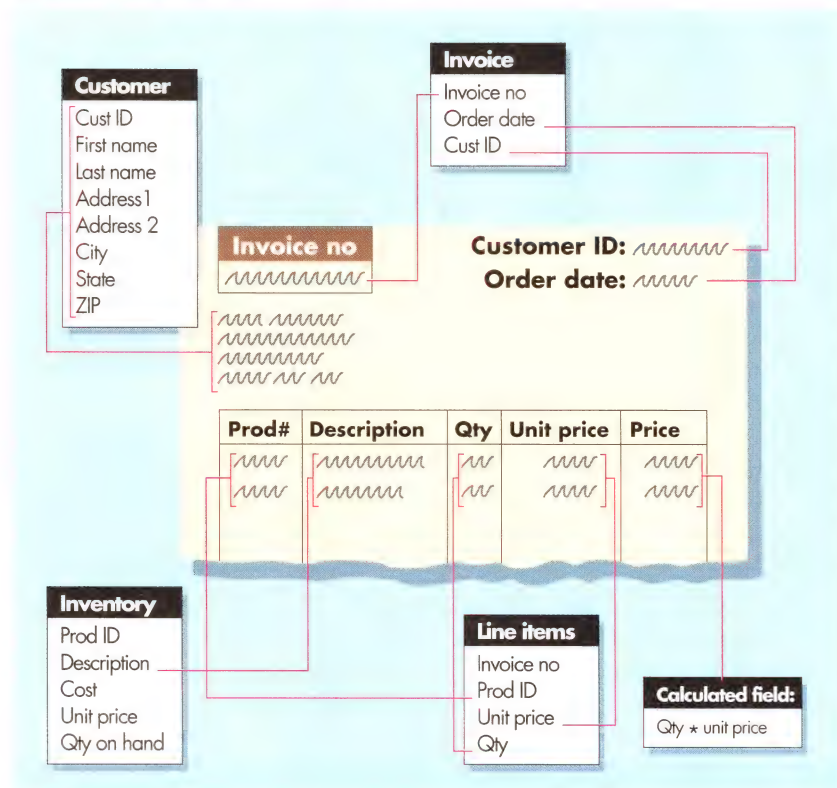 Customer
Cust ID
First name
Last name
Address1
Address 2
City
State
ZIP
Invoice
Invoice no
Order date
Cust ID
Invoice no
Customer ID:
Order date:
Prod# Description Qty Unit price Price
Inventory
Prod ID
Description
Cost
Unit price
Qty on hand
Line items
Invoice no
Prod ID
Unit price
Qty
Calculated field:
Qty * unit price